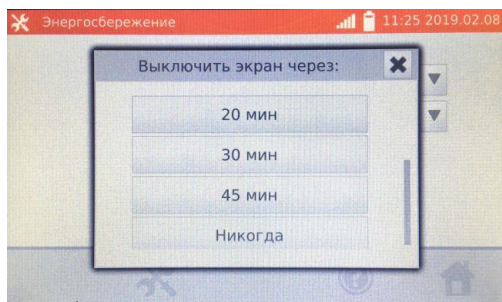 Энергосбережение 11:25 2019.02.08
Выключить экран через:
20 мин
30 мин
45 мин
Никогда